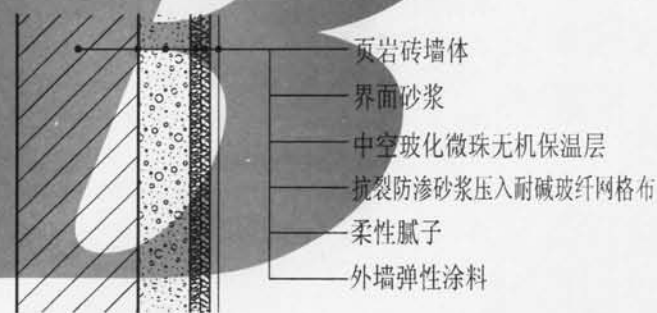 页岩砖墙体
界面砂浆
中空玻化微珠无机保温层
抗裂防渗砂浆压入耐碱玻纤网格布
柔性腻子
外墙弹性涂料